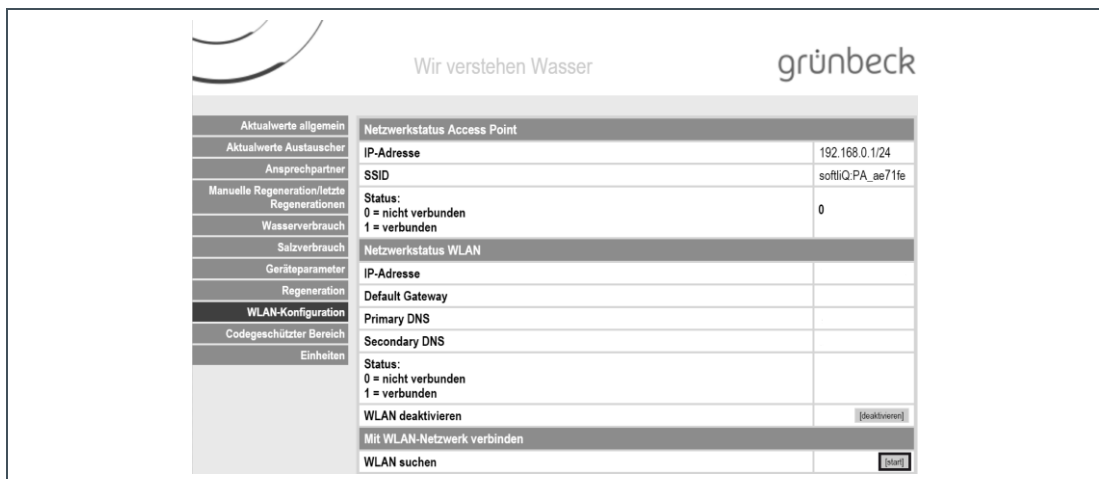 Wir verstehen Wasser
grünbeck
Aktualwerte allgemein
Aktualwerte Austauscher
Ansprechpartner
Manuelle Regeneration/letzte
Regenerationen
Wasserverbrauch
Salzverbrauch
Geräteparameter
Regeneration
WLAN-Konfiguration
Codegeschützter Bereich
Einheiten
Netzwerkstatus Access Point
IP-Adresse 192.168.0.1/24
SSID softliQ:PA_ae71fe
Status:
0 = nicht verbunden 0
1 = verbunden
Netzwerkstatus WLAN
IP-Adresse
Default Gateway
Primary DNS
Secondary DNS
Status:
0 = nicht verbunden
1 = verbunden
WLAN deaktivieren [deaktivieren]
Mit WLAN-Netzwerk verbinden
WLAN suchen [start]